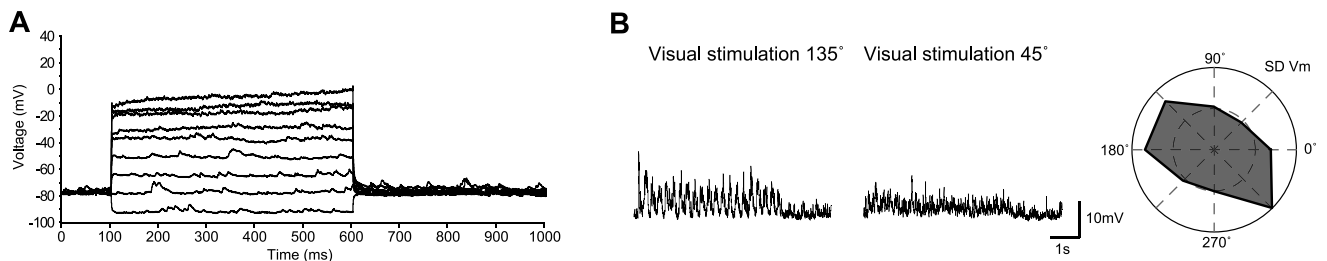 A
Voltage (mV)
40
20
0
-20
-40
-60
-80
-100
0
100
200
300
400
500
600
700
800
900
1000
Time (ms)
B
Visual stimulation 135°
Visual stimulation 45°
10mV
1s
SD Vm
90°
180°
0°
270°